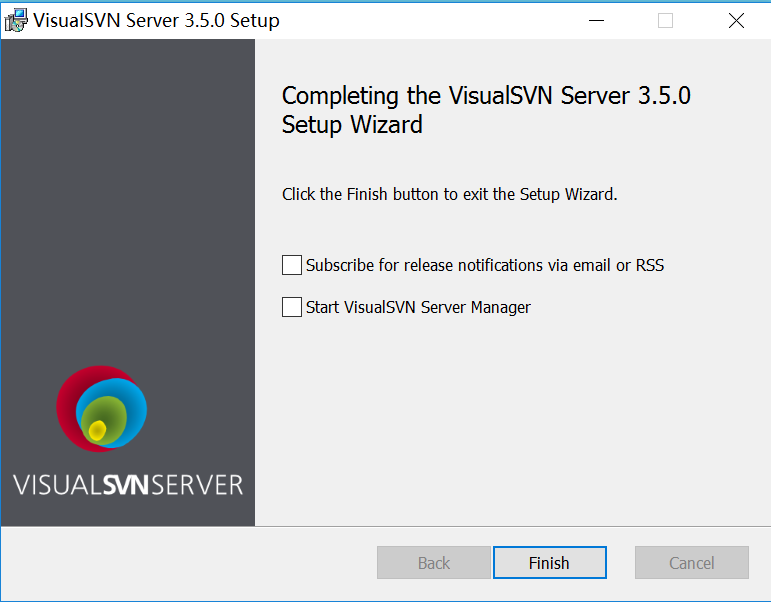 VisualSVN Server 3.5.0 Setup
Completing the VisualSVN Server 3.5.0
Setup Wizard
Click the Finish button to exit the Setup Wizard.
Subscribe for release notifications via email or RSS
Start VisualSVN Server Manager
VISUALSVNSERVER
Back
Finish
Cancel